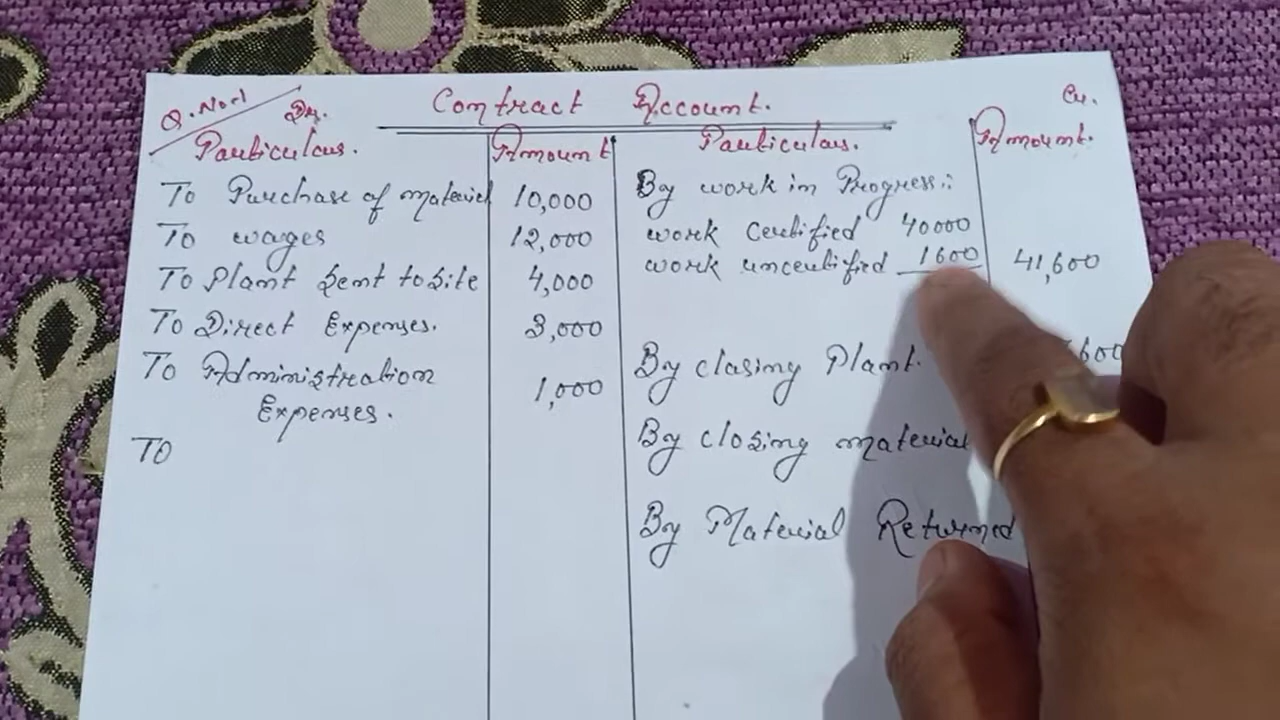 Q.No1
Dr. Contract Account. Cr.
Particulars. Amount Particulars. Amount.
To Purchase of material 10,000 By work in Progress:
To wages 12,000 work certified 40000
To Plant sent to site 4,000 work uncertified 1600 41,600
To Direct Expenses. 3,000
To Administration
Expenses. 1,000
By closing Plant. 600
To By closing material
By Material Returned